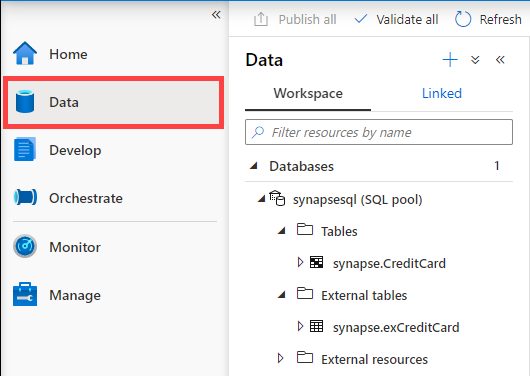 Publish all Validate all Refresh
Home
Data
Develop
Orchestrate
Monitor
Manage
Data
Workspace Linked
Filter resources by name
Databases 1
synapsesql (SQL pool)
Tables
synapse.CreditCard
External tables
synapse.exCreditCard
External resources